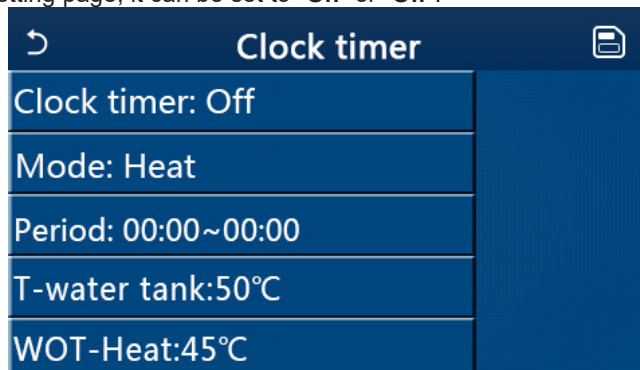 Clock timer
Clock timer: Off
Mode: Heat
Period: 00:00~00:00
T-water tank:50℃
WOT-Heat:45℃